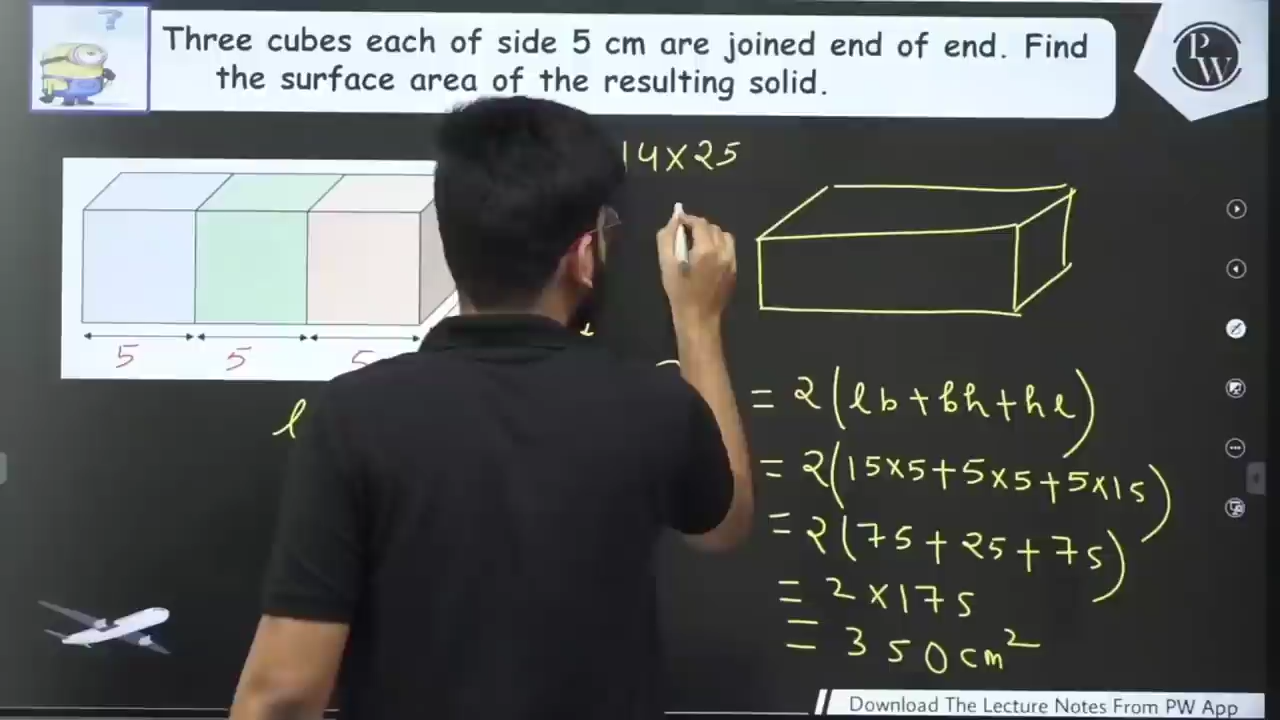 ?
Three cubes each of side 5 cm are joined end of end. Find
the surface area of the resulting solid.
PW
14×25
5 5 5
l
= 2(lb+bh+hl)
= 2(15×5+5×5+5×15)
= 2(75+25+75)
= 2×175
= 350cm²
Download The Lecture Notes From PW App